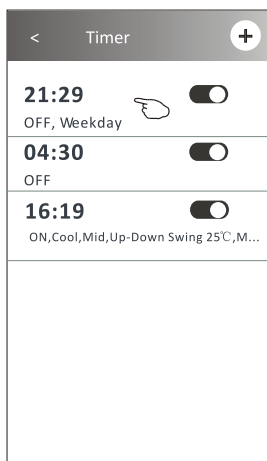 < Timer +
21:29
OFF, Weekday
04:30
OFF
16:19
ON,Cool,Mid,Up-Down Swing 25℃,M...